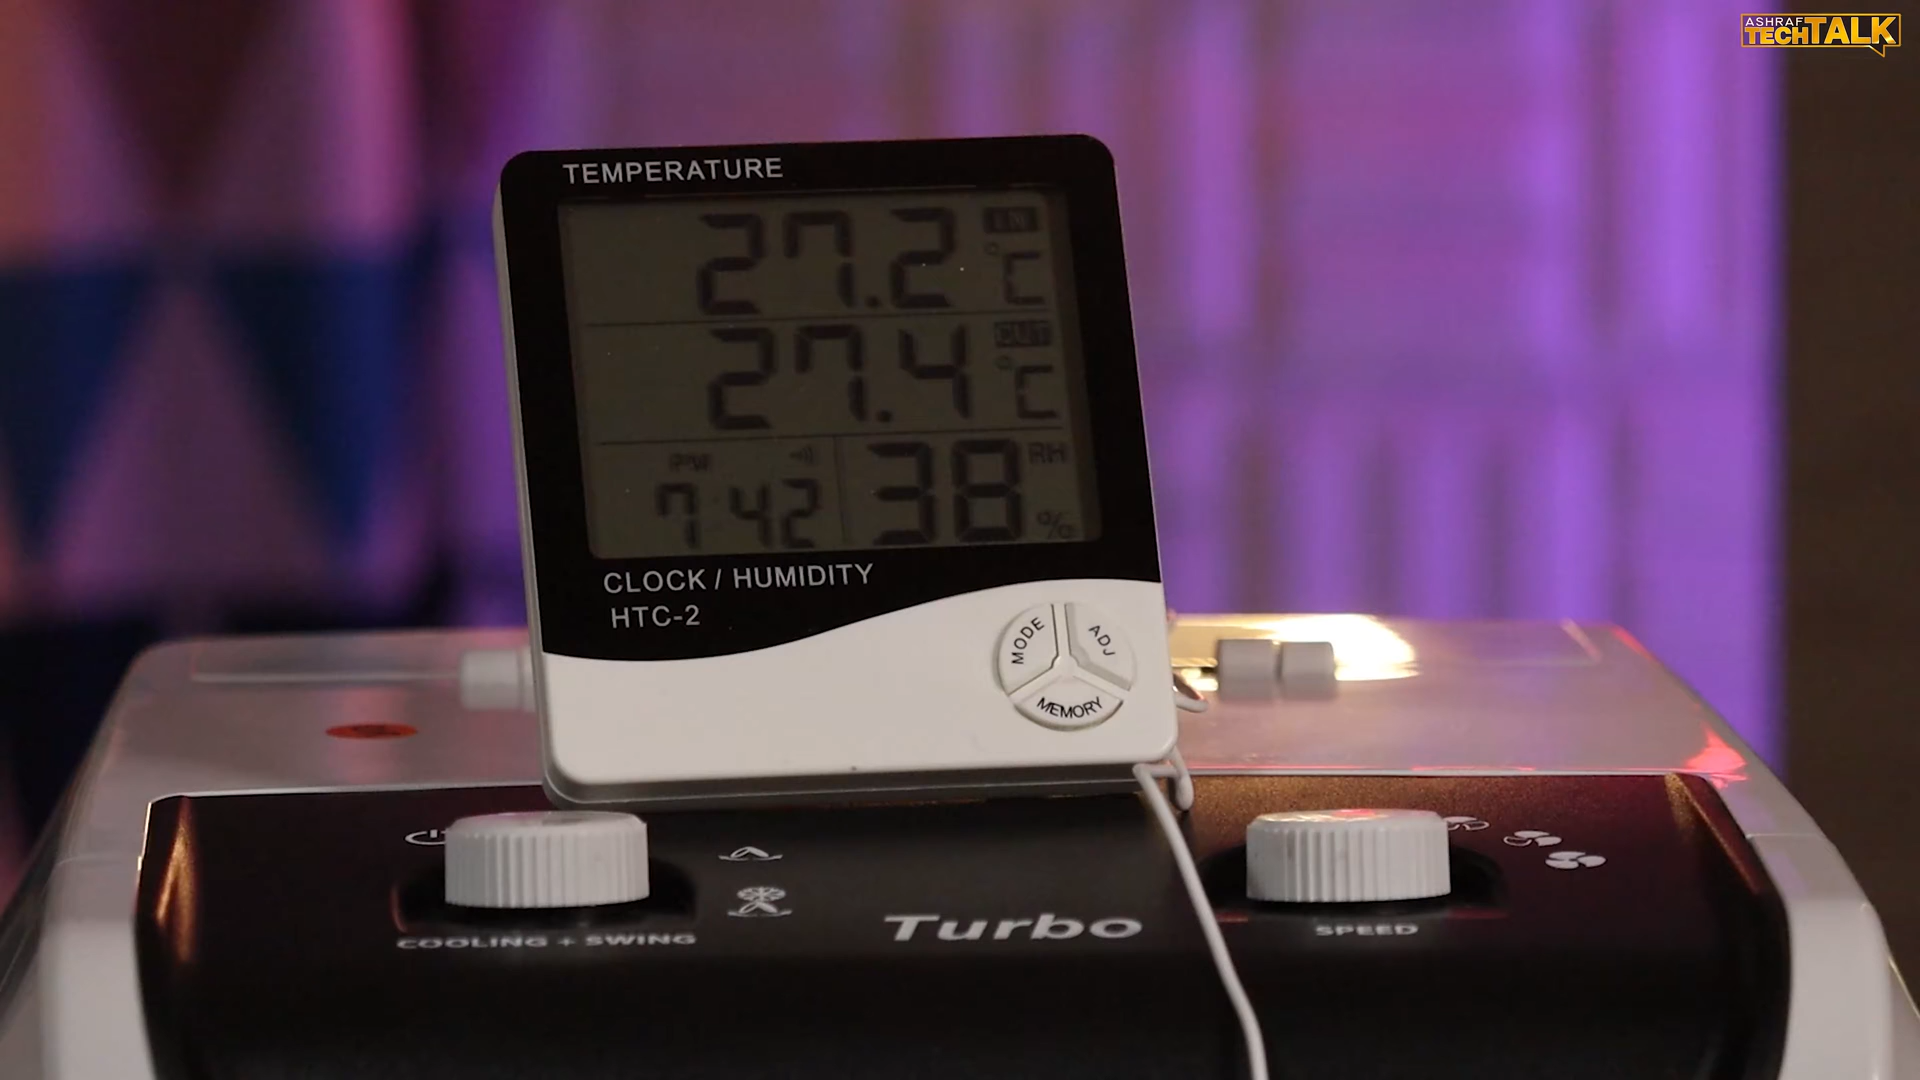 ASHRAF
TECHTALK
TEMPERATURE
27.2 IN °C
27.4 OUT °C
PM
7:42 38 RH %
CLOCK / HUMIDITY
HTC-2
MODE
ADJ
MEMORY
COOLING + SWING
Turbo
SPEED